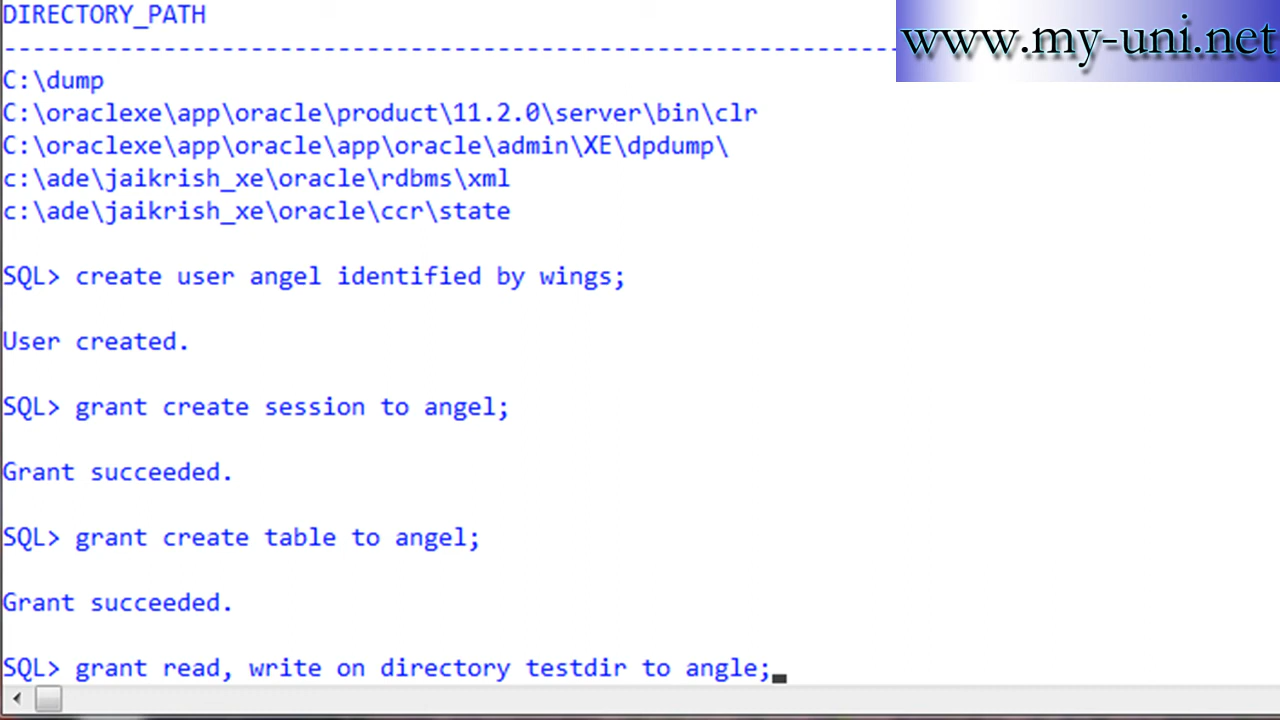 DIRECTORY_PATH
--------------------------------------------------------------
www.my-uni.net
C:\dump
C:\oraclexe\app\oracle\product\11.2.0\server\bin\clr
C:\oraclexe\app\oracle\app\oracle\admin\XE\dpdump\
c:\ade\jaikrish_xe\oracle\rdbms\xml
c:\ade\jaikrish_xe\oracle\ccr\state
SQL> create user angel identified by wings;
User created.
SQL> grant create session to angel;
Grant succeeded.
SQL> grant create table to angel;
Grant succeeded.
SQL> grant read, write on directory testdir to angle;